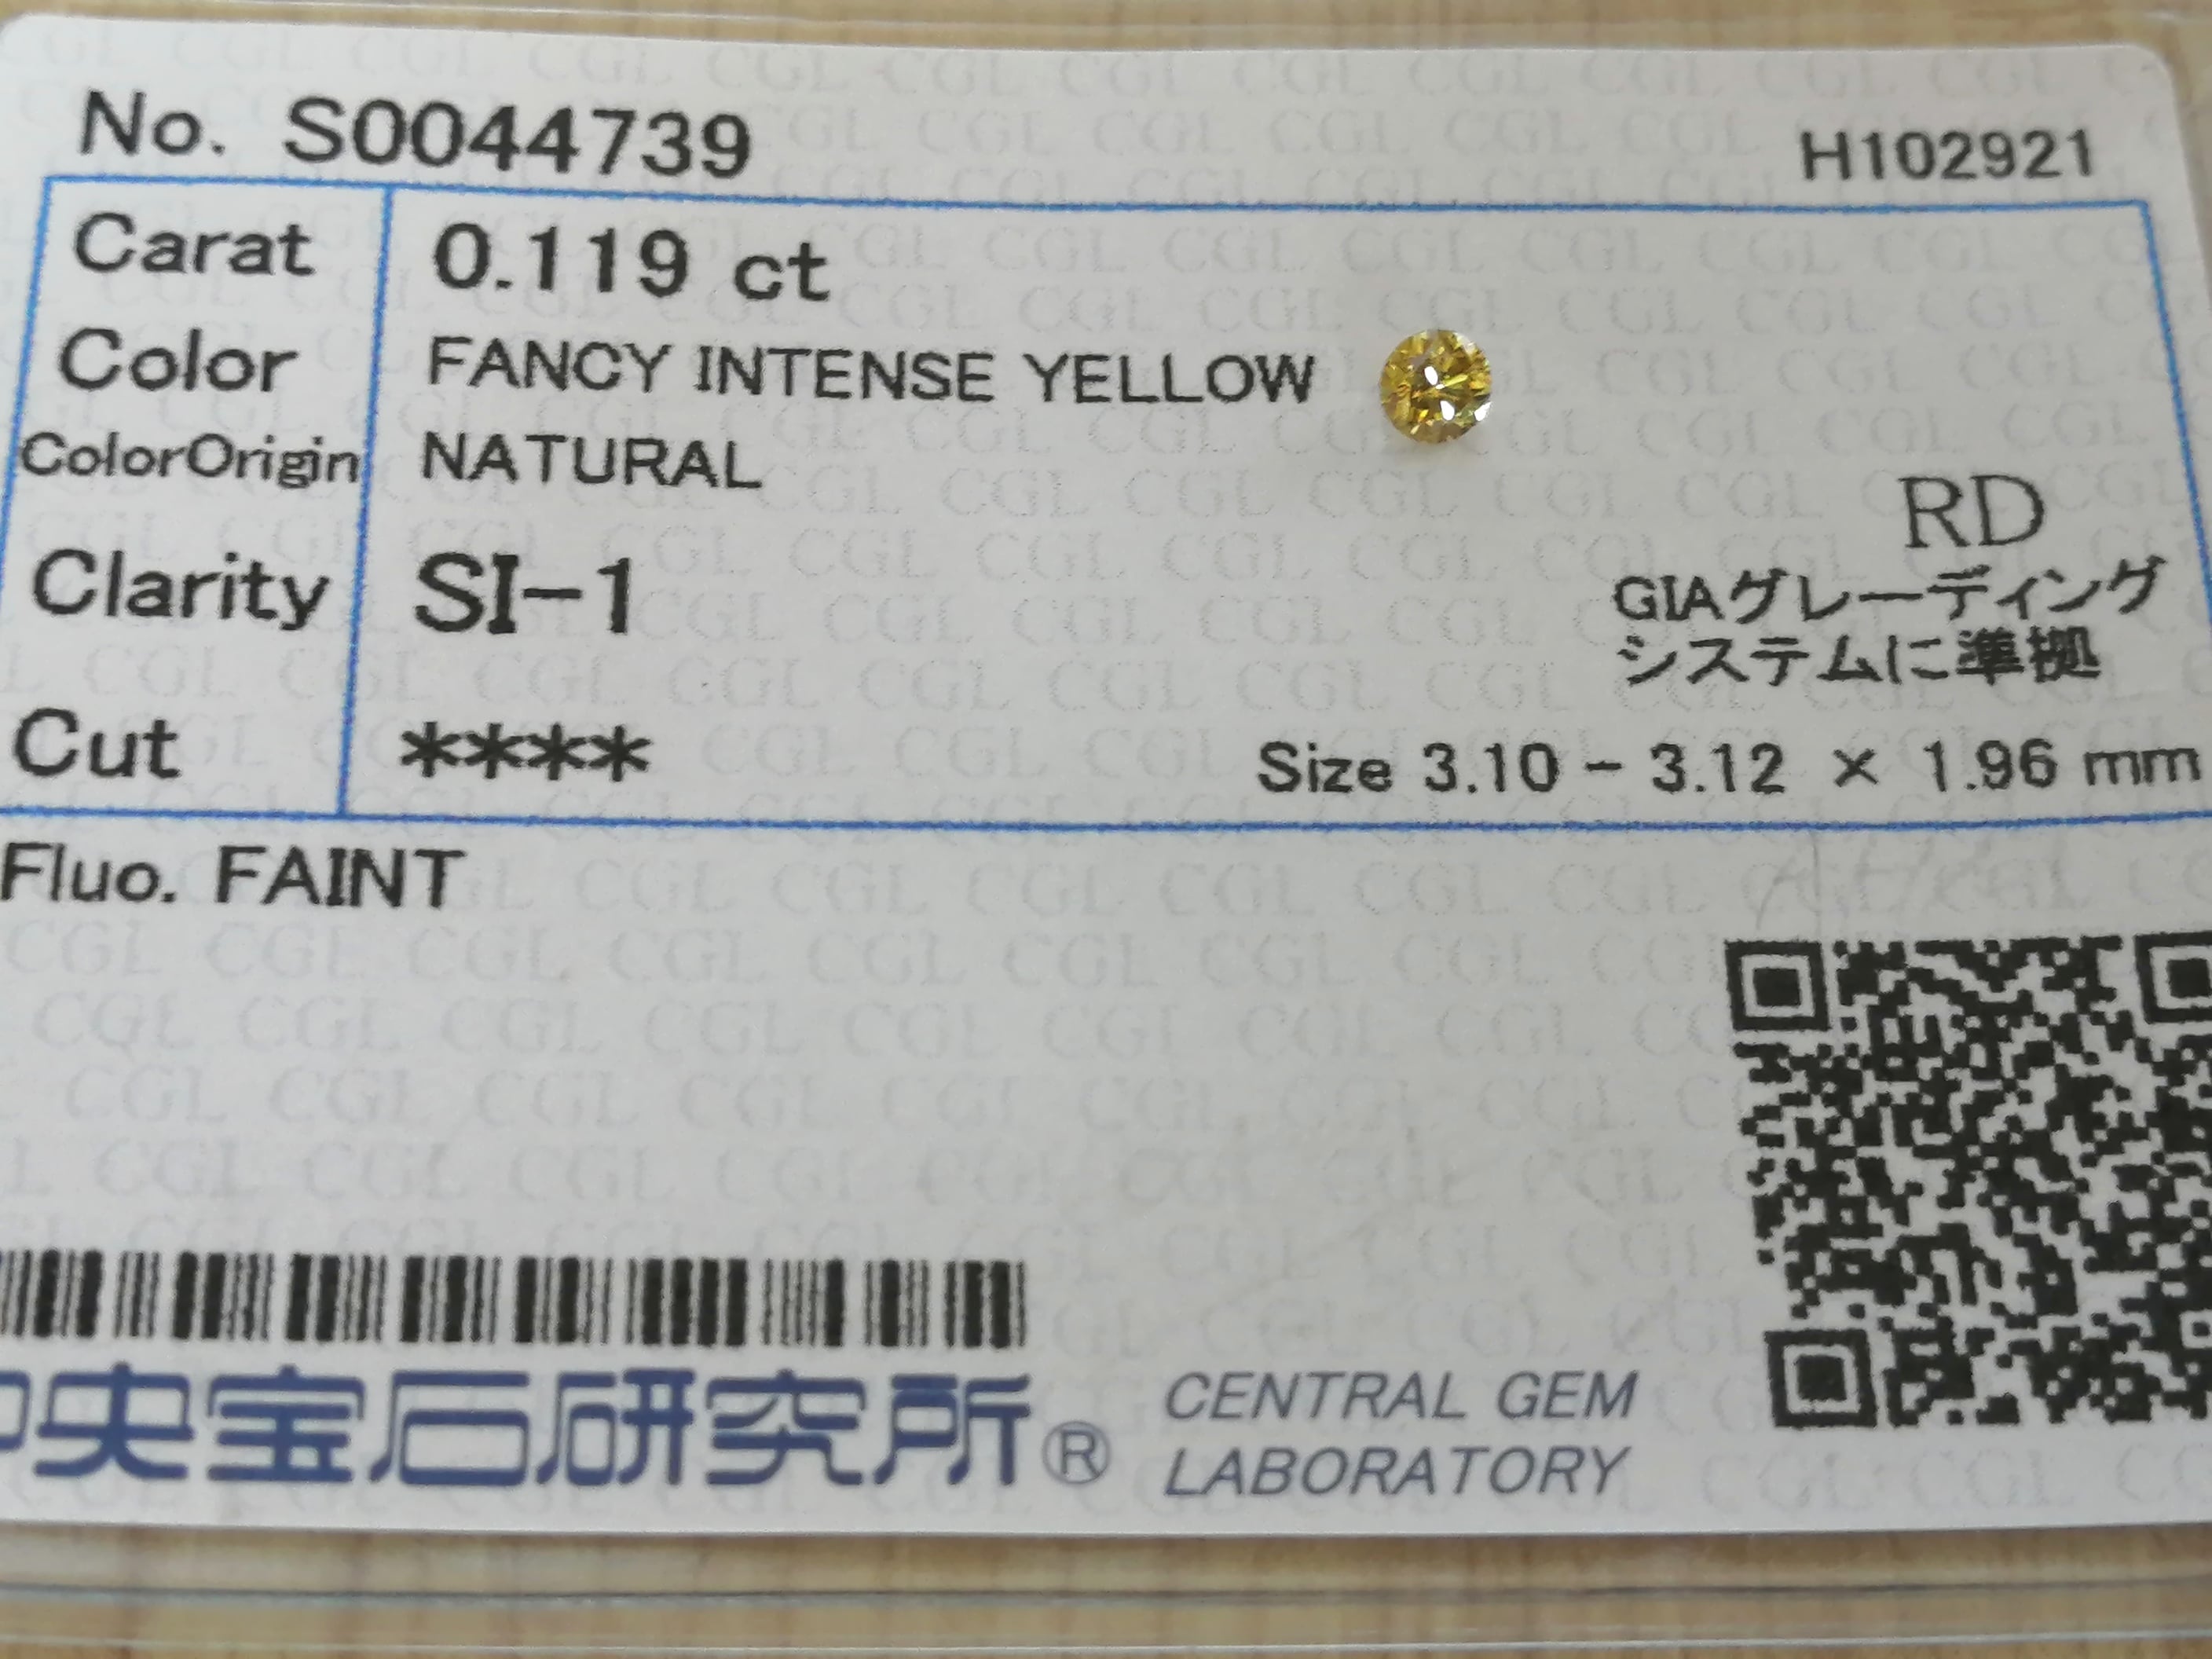 No. S0044739
H102921
Carat 0.119 ct
Color FANCY INTENSE YELLOW
ColorOrigin NATURAL
RD
Clarity SI-1
GIAグレーディング
システムに準拠
Cut ****
Size 3.10 - 3.12 × 1.96 mm
Fluo. FAINT
中央宝石研究所®
CENTRAL GEM
LABORATORY